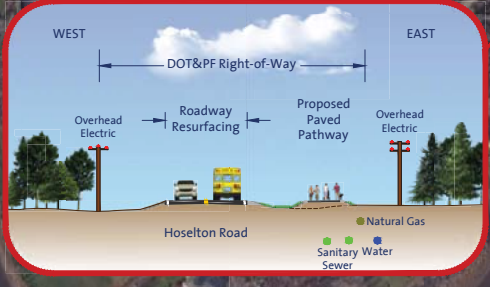 WEST
EAST
DOT&PF Right-of-Way
Overhead
Electric
Roadway
Resurfacing
Proposed
Paved
Pathway
Overhead
Electric
Hoselton Road
Natural Gas
Sanitary
Sewer
Water